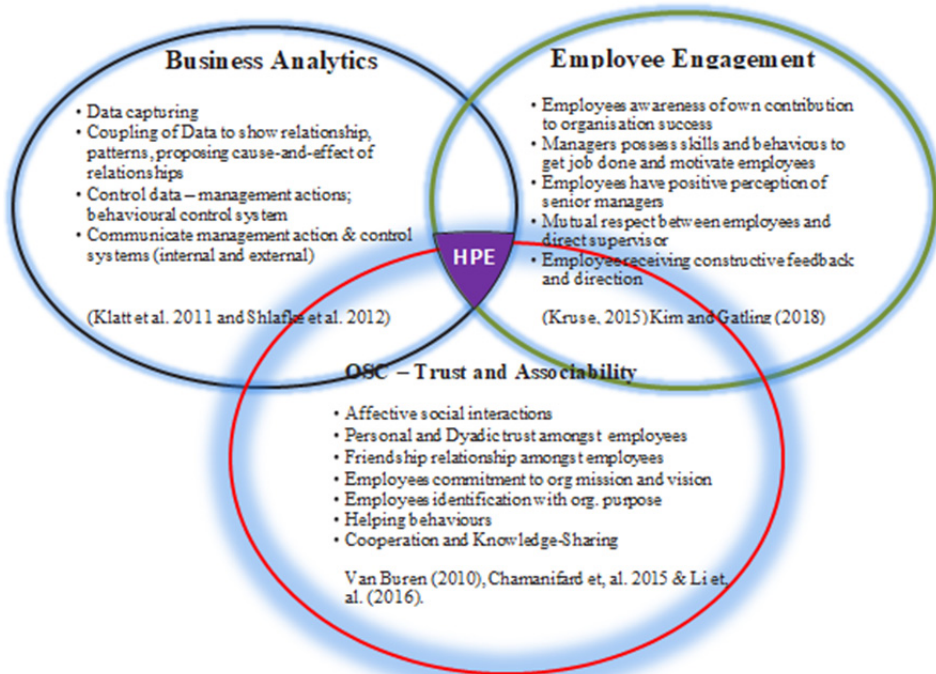 Business Analytics
• Data capturing
• Coupling of Data to show relationship,
patterns, proposing cause-and-effect of
relationships
• Control data – management actions;
behavioural control system
• Communicate management action & control
systems (internal and external)
(Klatt et al. 2011 and Shlafke et al. 2012)
Employee Engagement
• Employees awareness of own contribution
to organisation success
• Managers possess skills and behavious to
get job done and motivate employees
• Employees have positive perception of
senior managers
• Mutual respect between employees and
direct supervisor
• Employee receiving constructive feedback
and direction
(Kruse, 2015) Kim and Gatling (2018)
HPE
OSC – Trust and Associability
• Affective social interactions
• Personal and Dyadic trust amongst employees
• Friendship relationship amongst employees
• Employees commitment to org mission and vision
• Employees identification with org. purpose
• Helping behaviours
• Cooperation and Knowledge-Sharing
Van Buren (2010), Chamanifard et, al. 2015 & Li et,
al. (2016).